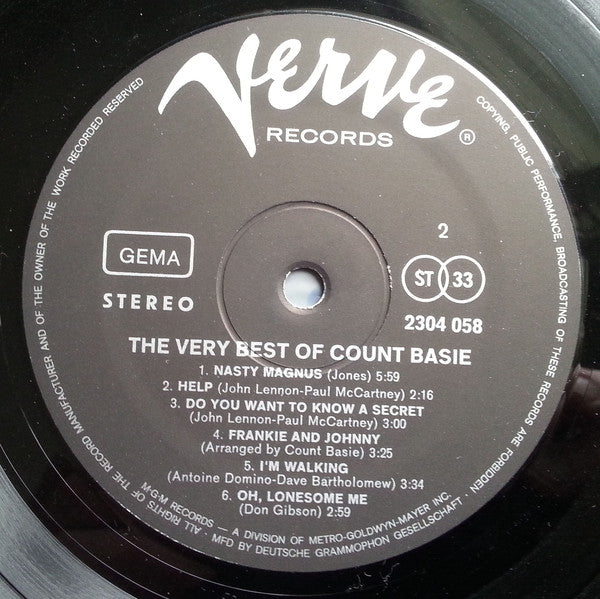 Verve
RECORDS ®
2
GEMA
STEREO
ST 33
2304 058
THE VERY BEST OF COUNT BASIE
1. NASTY MAGNUS (Jones) 5:59
2. HELP (John Lennon-Paul McCartney) 2:16
3. DO YOU WANT TO KNOW A SECRET
(John Lennon-Paul McCartney) 3:00
4. FRANKIE AND JOHNNY
(Arranged by Count Basie) 3:25
5. I'M WALKING
(Antoine Domino-Dave Bartholomew) 3:34
6. OH, LONESOME ME
(Don Gibson) 2:59
M•G•M RECORDS — A DIVISION OF METRO-GOLDWYN-MAYER INC.
ALL RIGHTS OF THE RECORD MANUFACTURER AND OF THE OWNER OF THE WORK RECORDED RESERVED
COPYING, PUBLIC PERFORMANCE, BROADCASTING OF THESE RECORDS ARE FORBIDDEN
• MFD BY DEUTSCHE GRAMMOPHON GESELLSCHAFT •